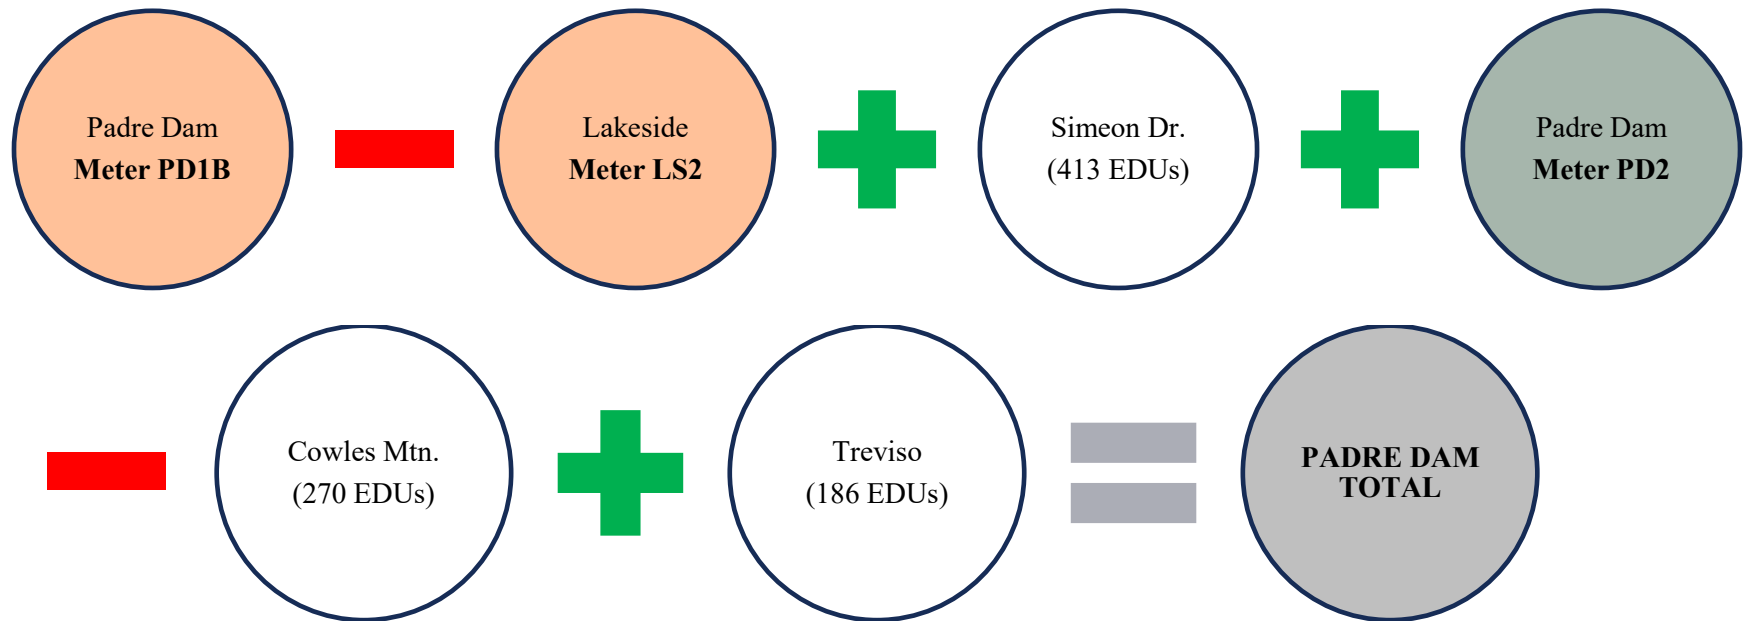 Padre Dam
Meter PD1B
Lakeside
Meter LS2
Simeon Dr.
(413 EDUs)
Padre Dam
Meter PD2
Cowles Mtn.
(270 EDUs)
Treviso
(186 EDUs)
PADRE DAM
TOTAL